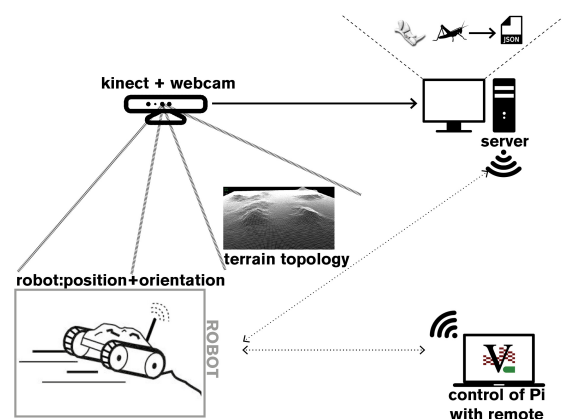 JSON
kinect + webcam
server
terrain topology
robot:position+orientation
ROBOT
V
control of Pi
with remote